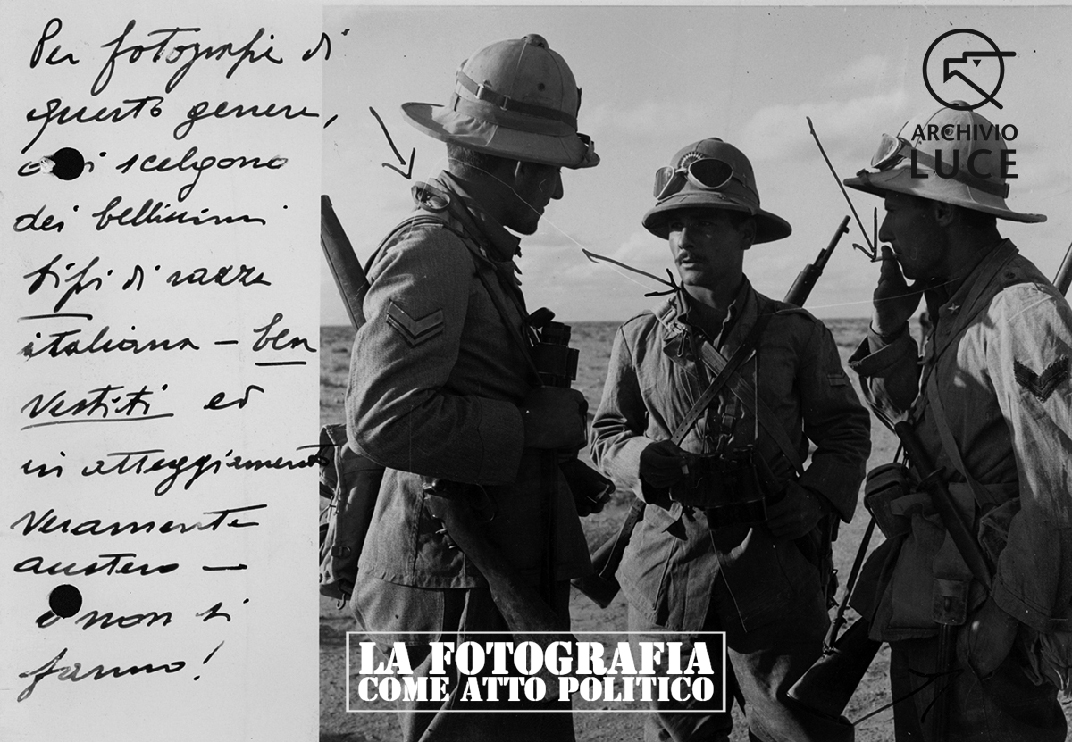 Per fotografie di
questo genere,
o si scelgono
dei bellissimi
tipi di razza
italiana – ben
vestiti ed
in atteggiamento
veramente
austero –
o non si
fanno!
ARCHIVIO
LUCE
LA FOTOGRAFIA
COME ATTO POLITICO